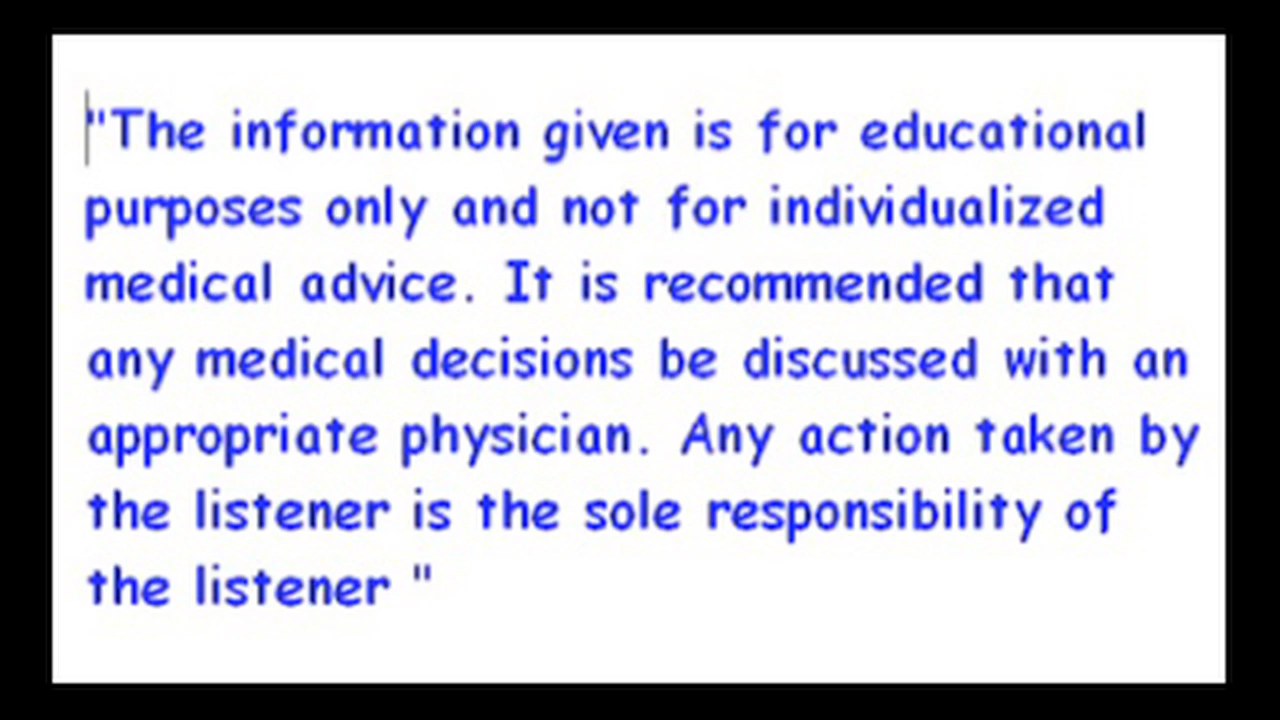 "The information given is for educational
purposes only and not for individualized
medical advice. It is recommended that
any medical decisions be discussed with an
appropriate physician. Any action taken by
the listener is the sole responsibility of
the listener "